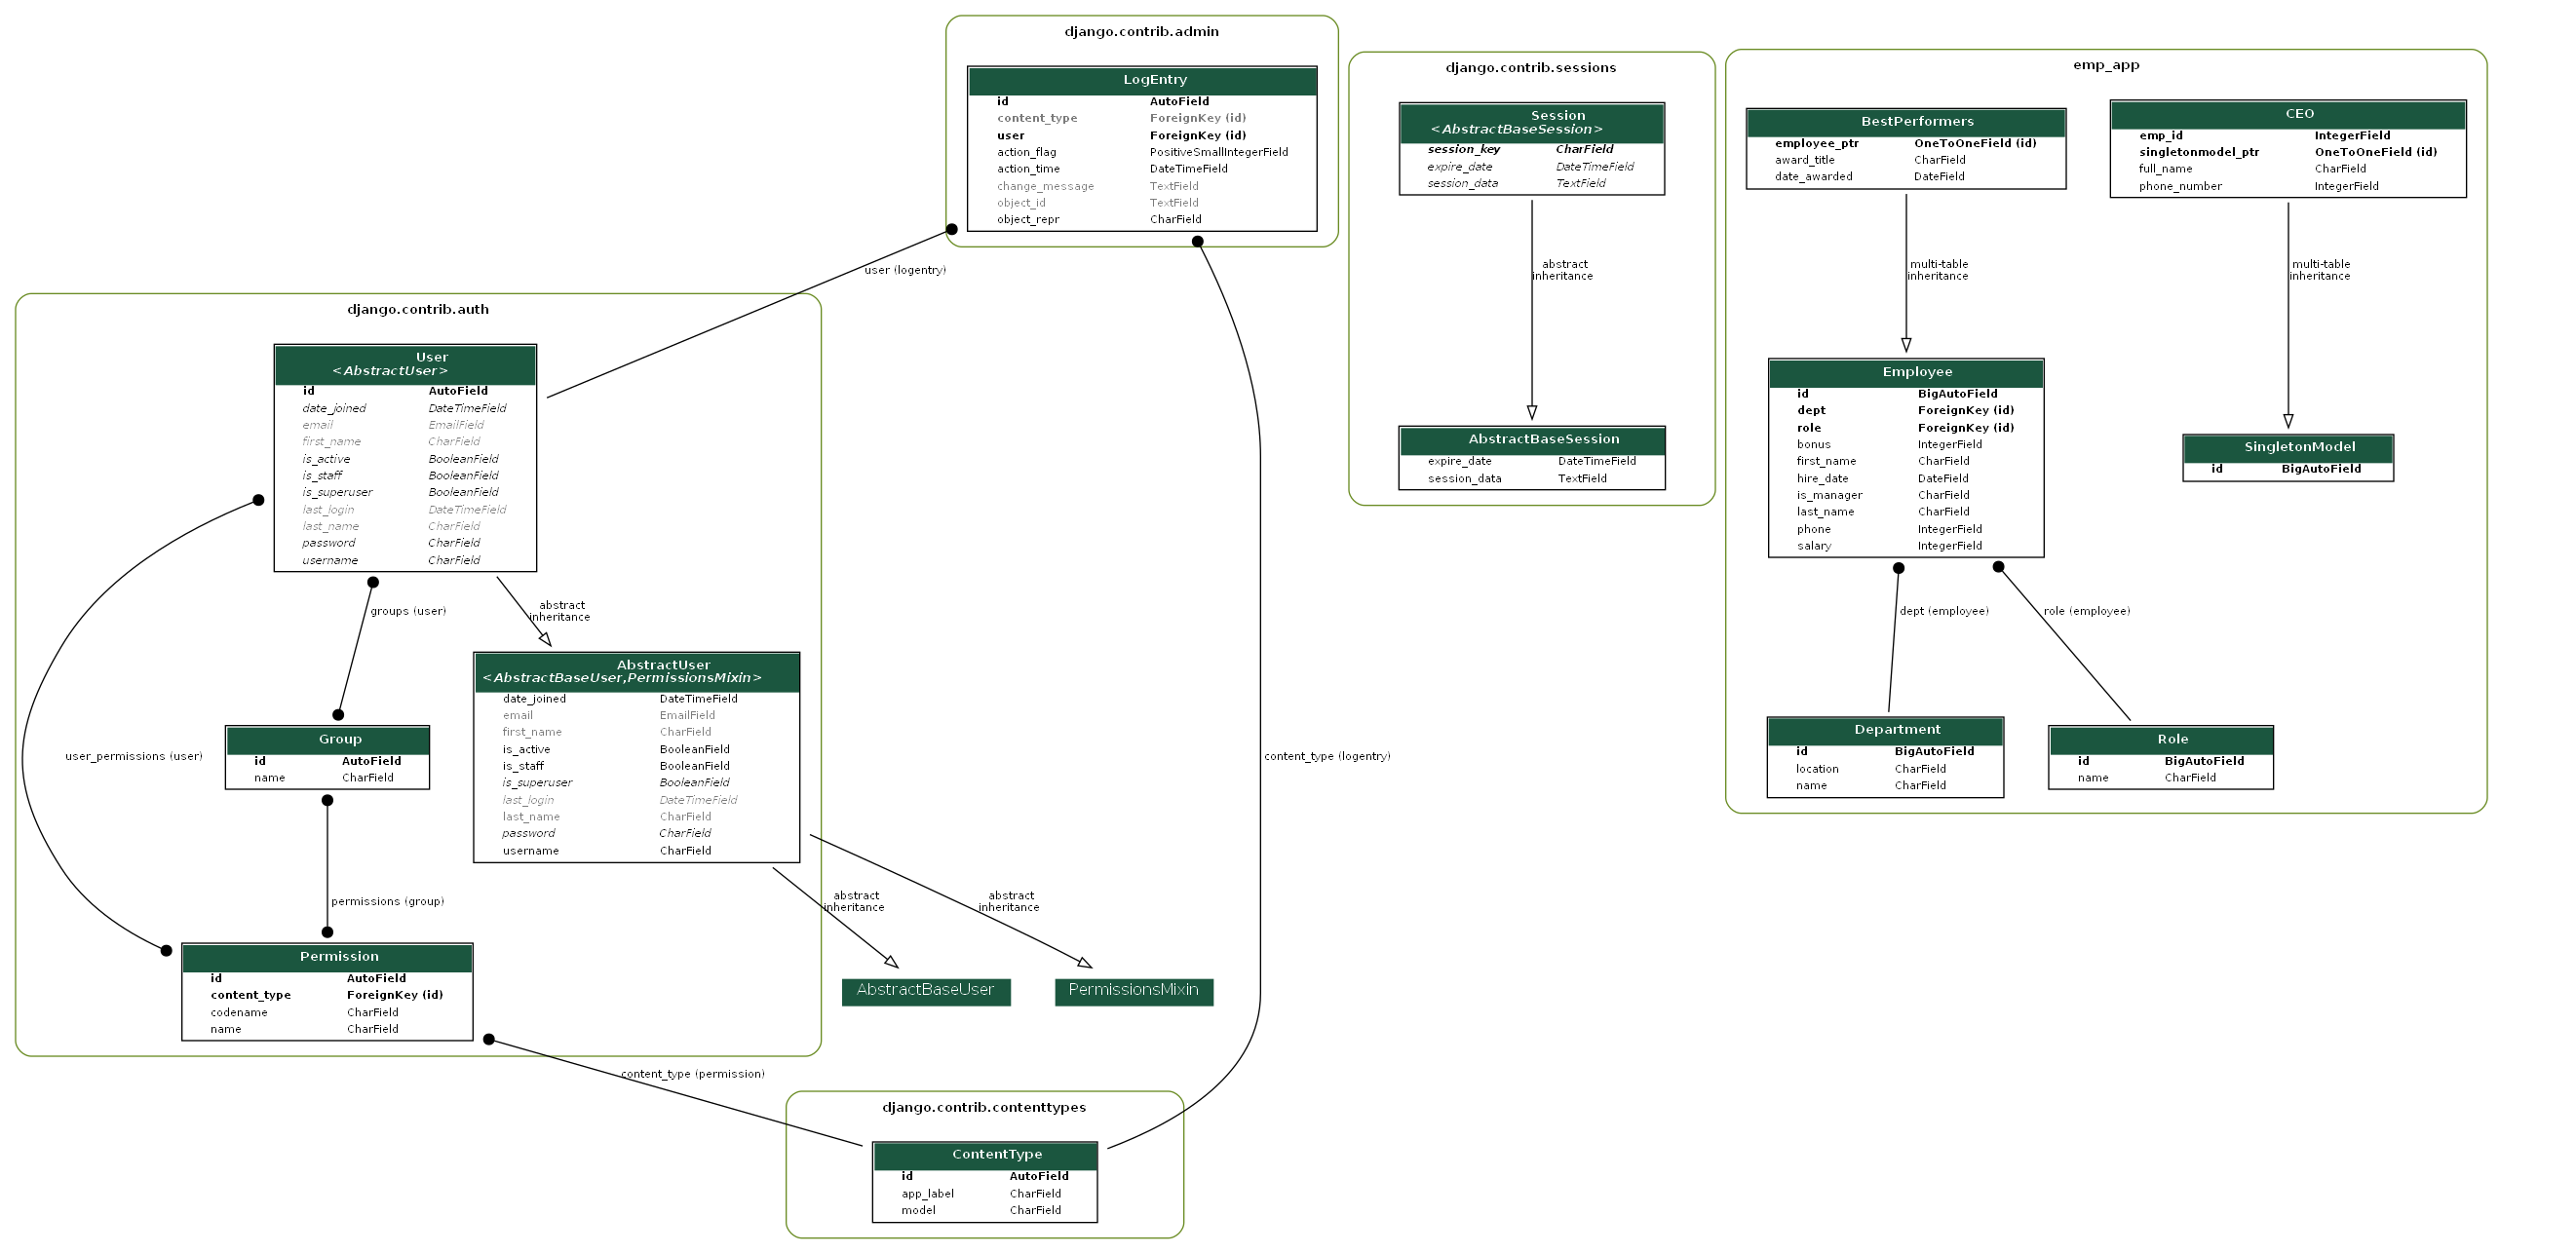 django.contrib.admin
LogEntry
id AutoField
content_type ForeignKey (id)
user ForeignKey (id)
action_flag PositiveSmallIntegerField
action_time DateTimeField
change_message TextField
object_id TextField
object_repr CharField
django.contrib.sessions
Session
<AbstractBaseSession>
session_key CharField
expire_date DateTimeField
session_data TextField
abstract
inheritance
AbstractBaseSession
expire_date DateTimeField
session_data TextField
emp_app
BestPerformers
employee_ptr OneToOneField (id)
award_title CharField
date_awarded DateField
CEO
emp_id IntegerField
singletonmodel_ptr OneToOneField (id)
full_name CharField
phone_number IntegerField
multi-table
inheritance
multi-table
inheritance
Employee
id BigAutoField
dept ForeignKey (id)
role ForeignKey (id)
bonus IntegerField
first_name CharField
hire_date DateField
is_manager CharField
last_name CharField
phone IntegerField
salary IntegerField
SingletonModel
id BigAutoField
dept (employee)
role (employee)
Department
id BigAutoField
location CharField
name CharField
Role
id BigAutoField
name CharField
user (logentry)
django.contrib.auth
User
<AbstractUser>
id AutoField
date_joined DateTimeField
email EmailField
first_name CharField
is_active BooleanField
is_staff BooleanField
is_superuser BooleanField
last_login DateTimeField
last_name CharField
password CharField
username CharField
groups (user)
abstract
inheritance
AbstractUser
<AbstractBaseUser,PermissionsMixin>
date_joined DateTimeField
email EmailField
first_name CharField
is_active BooleanField
is_staff BooleanField
is_superuser BooleanField
last_login DateTimeField
last_name CharField
password CharField
username CharField
Group
id AutoField
name CharField
user_permissions (user)
content_type (logentry)
permissions (group)
abstract
inheritance
abstract
inheritance
Permission
id AutoField
content_type ForeignKey (id)
codename CharField
name CharField
AbstractBaseUser
PermissionsMixin
content_type (permission)
django.contrib.contenttypes
ContentType
id AutoField
app_label CharField
model CharField